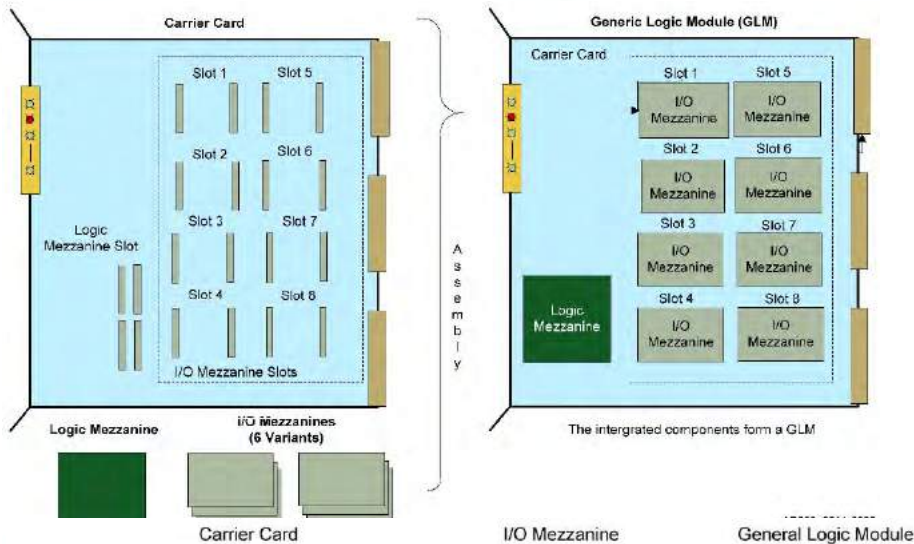 Carrier Card
Slot 1
Slot 5
Slot 2
Slot 6
Slot 3
Slot 7
Logic
Mezzanine Slot
Slot 4
Slot 8
I/O Mezzanine Slots
Logic Mezzanine
I/O Mezzanines
(6 Variants)
Assembly
Generic Logic Module (GLM)
Carrier Card
Slot 1
Slot 5
I/O
Mezzanine
I/O
Mezzanine
Slot 2
Slot 6
I/O
Mezzanine
I/O
Mezzanine
Slot 3
Slot 7
I/O
Mezzanine
I/O
Mezzanine
Slot 4
Slot 8
I/O
Mezzanine
I/O
Mezzanine
Logic
Mezzanine
The intergrated components form a GLM
Carrier Card
I/O Mezzanine
General Logic Module